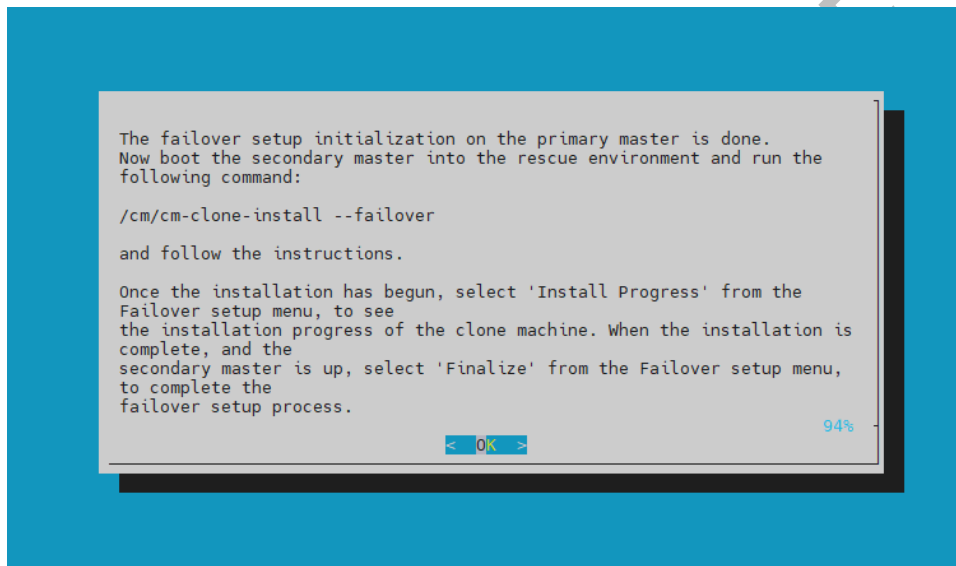 The failover setup initialization on the primary master is done.
Now boot the secondary master into the rescue environment and run the
following command:
/cm/cm-clone-install --failover
and follow the instructions.
Once the installation has begun, select 'Install Progress' from the
Failover setup menu, to see
the installation progress of the clone machine. When the installation is
complete, and the
secondary master is up, select 'Finalize' from the Failover setup menu,
to complete the
failover setup process.
94%
< OK >